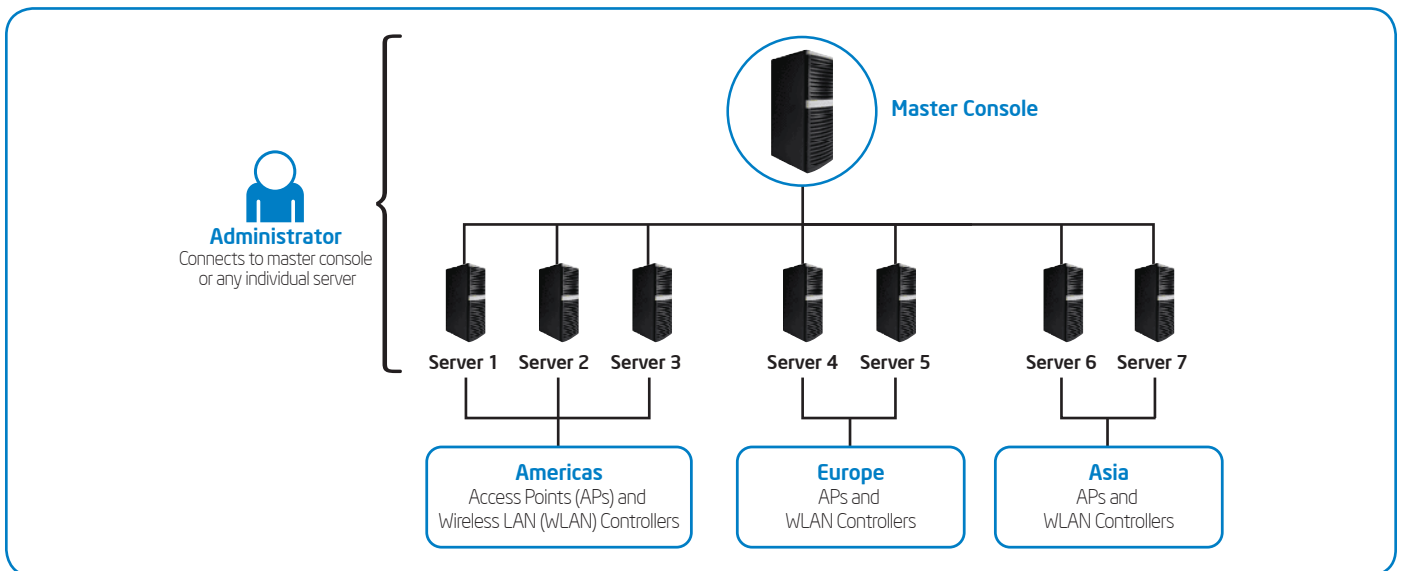 Master Console
Administrator
Connects to master console
or any individual server
Server 1 Server 2 Server 3 Server 4 Server 5 Server 6 Server 7
Americas
Access Points (APs) and
Wireless LAN (WLAN) Controllers
Europe
APs and
WLAN Controllers
Asia
APs and
WLAN Controllers